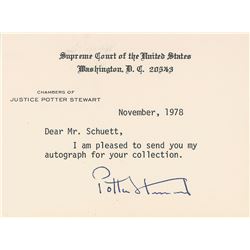 Supreme Court of the United States
Washington, D. C. 20543
CHAMBERS OF
JUSTICE POTTER STEWART
November, 1978
Dear Mr. Schuett,
I am pleased to send you my
autograph for your collection.
Potter Stewart